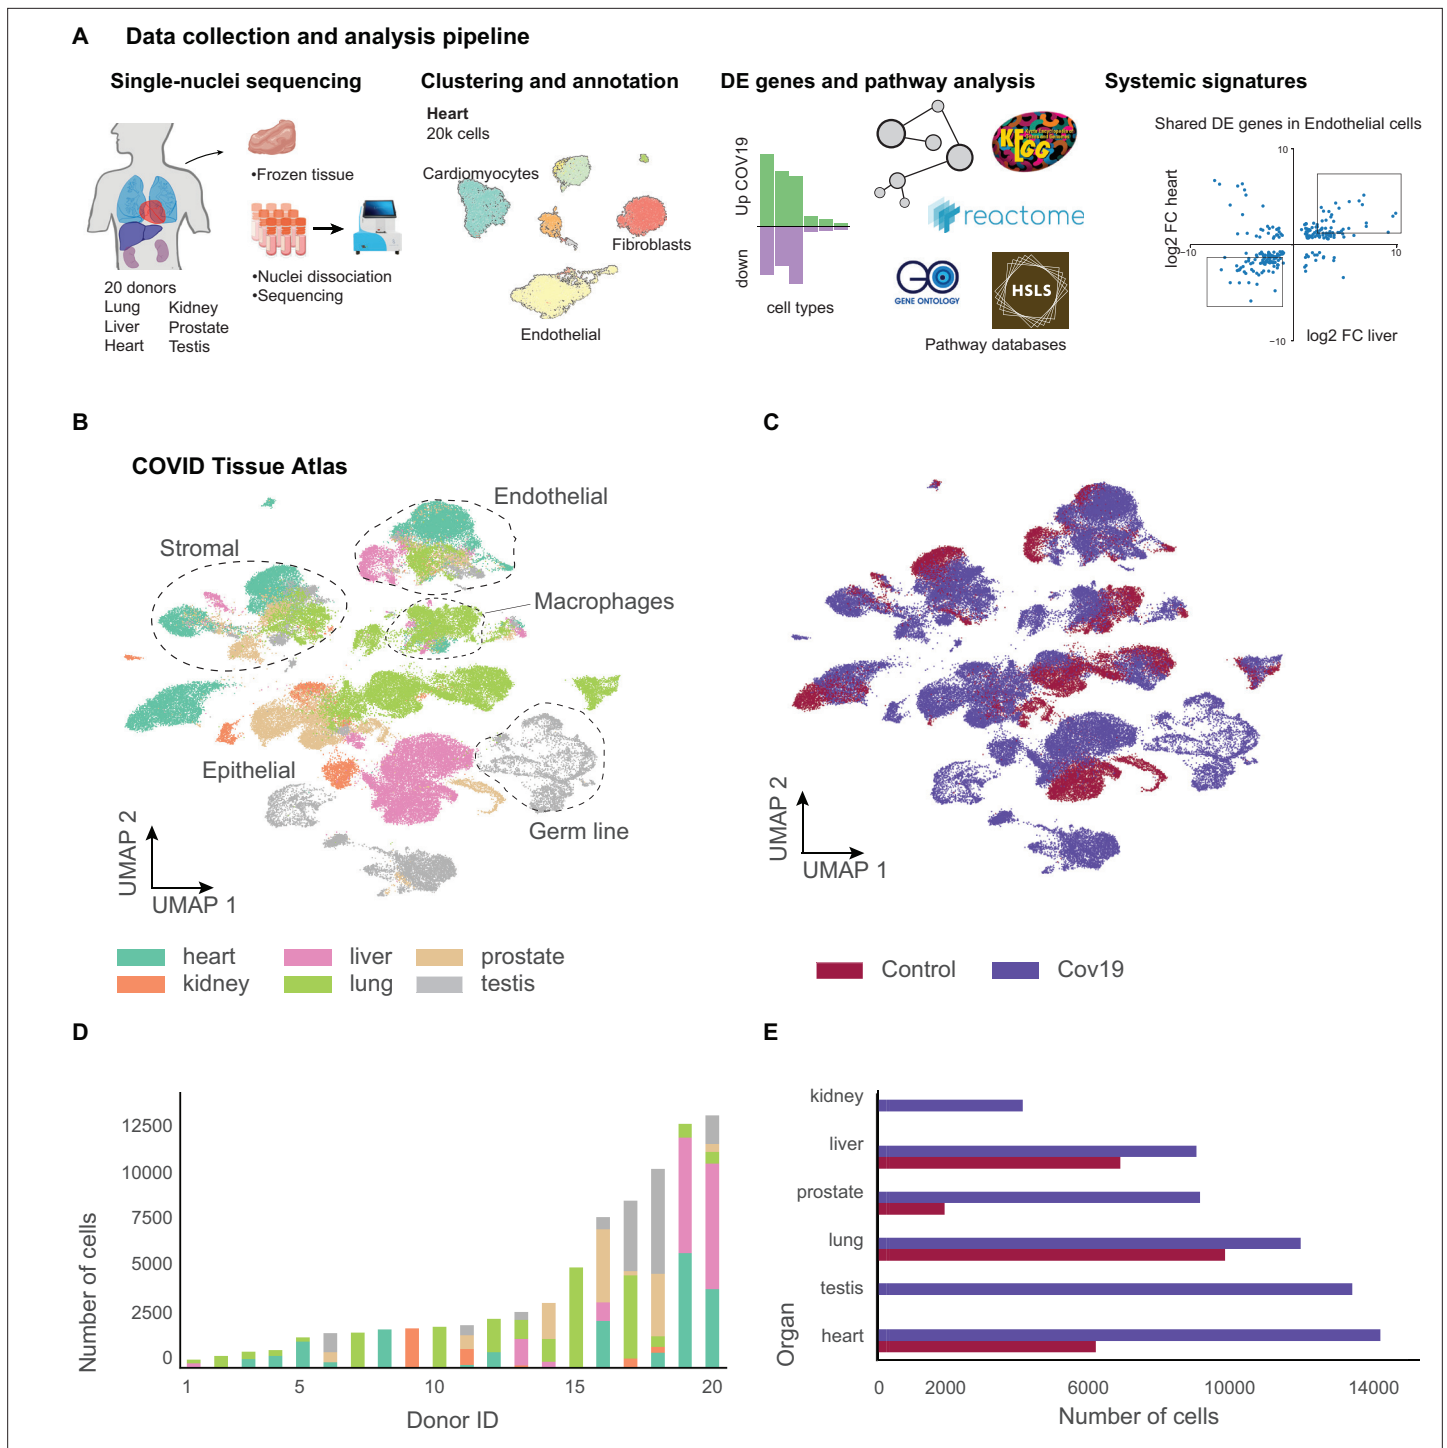 A Data collection and analysis pipeline
Single-nuclei sequencing
Clustering and annotation
DE genes and pathway analysis
Systemic signatures
•Frozen tissue
•Nuclei dissociation
•Sequencing
20 donors
Lung Kidney
Liver Prostate
Heart Testis
Heart
20k cells
Cardiomyocytes
Fibroblasts
Endothelial
Up COV19
down
cell types
KEGG
reactome
GO
GENE ONTOLOGY
HSLS
Pathway databases
Shared DE genes in Endothelial cells
10
log2 FC heart
−10
10
−10
log2 FC liver
B
COVID Tissue Atlas
Endothelial
Stromal
Macrophages
Epithelial
Germ line
UMAP 2
UMAP 1
heart liver prostate
kidney lung testis
C
UMAP 2
UMAP 1
Control Cov19
D
12500
10000
7500
5000
2500
0
Number of cells
1 5 10 15 20
Donor ID
E
kidney
liver
prostate
lung
testis
heart
Organ
0 2000 6000 10000 14000
Number of cells